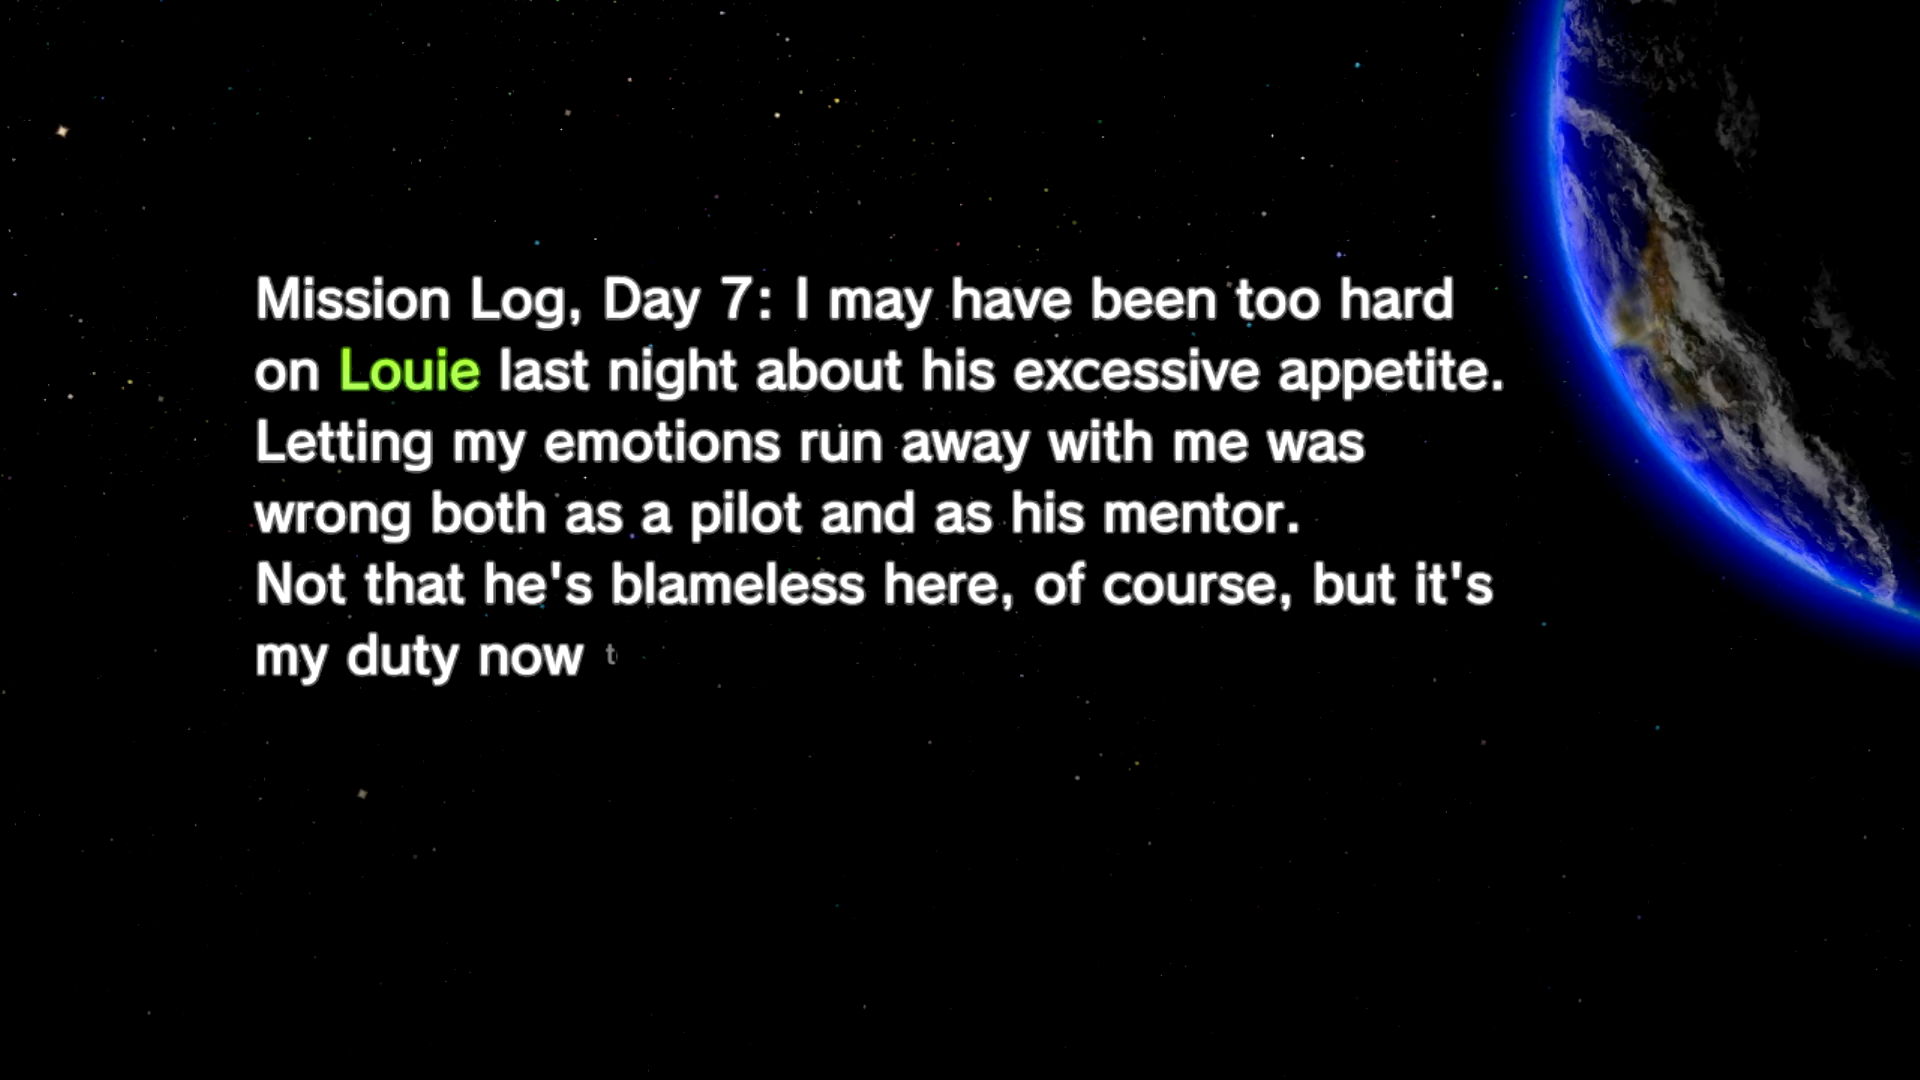 Mission Log, Day 7: I may have been too hard
on Louie last night about his excessive appetite.
Letting my emotions run away with me was
wrong both as a pilot and as his mentor.
Not that he's blameless here, of course, but it's
my duty now